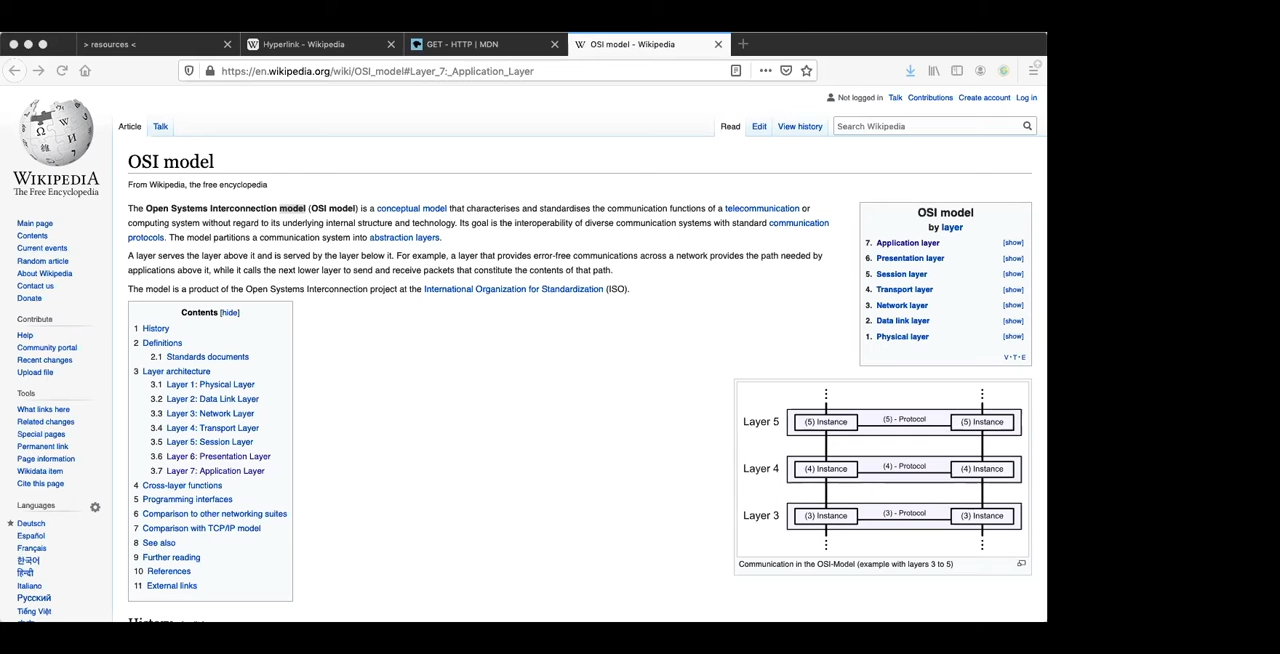 > resources <
Hyperlink - Wikipedia
GET - HTTP | MDN
OSI model - Wikipedia
https://en.wikipedia.org/wiki/OSI_model#Layer_7:_Application_Layer
Not logged in Talk Contributions Create account Log in
Article Talk
Read Edit View history
Search Wikipedia
WIKIPEDIA
The Free Encyclopedia
Main page
Contents
Current events
Random article
About Wikipedia
Contact us
Donate
Contribute
Help
Community portal
Recent changes
Upload file
Tools
What links here
Related changes
Special pages
Permanent link
Page information
Wikidata item
Cite this page
Languages
Deutsch
Español
Français
한국어
हिन्दी
Italiano
Русский
Tiếng Việt
OSI model
From Wikipedia, the free encyclopedia
The Open Systems Interconnection model (OSI model) is a conceptual model that characterises and standardises the communication functions of a telecommunication or
computing system without regard to its underlying internal structure and technology. Its goal is the interoperability of diverse communication systems with standard communication
protocols. The model partitions a communication system into abstraction layers.
A layer serves the layer above it and is served by the layer below it. For example, a layer that provides error-free communications across a network provides the path needed by
applications above it, while it calls the next lower layer to send and receive packets that constitute the contents of that path.
The model is a product of the Open Systems Interconnection project at the International Organization for Standardization (ISO).
Contents [hide]
1 History
2 Definitions
2.1 Standards documents
3 Layer architecture
3.1 Layer 1: Physical Layer
3.2 Layer 2: Data Link Layer
3.3 Layer 3: Network Layer
3.4 Layer 4: Transport Layer
3.5 Layer 5: Session Layer
3.6 Layer 6: Presentation Layer
3.7 Layer 7: Application Layer
4 Cross-layer functions
5 Programming interfaces
6 Comparison to other networking suites
7 Comparison with TCP/IP model
8 See also
9 Further reading
10 References
11 External links
OSI model
by layer
7. Application layer [show]
6. Presentation layer [show]
5. Session layer [show]
4. Transport layer [show]
3. Network layer [show]
2. Data link layer [show]
1. Physical layer [show]
V·T·E
Layer 5 (5) Instance (5) - Protocol (5) Instance
Layer 4 (4) Instance (4) - Protocol (4) Instance
Layer 3 (3) Instance (3) - Protocol (3) Instance
Communication in the OSI-Model (example with layers 3 to 5)